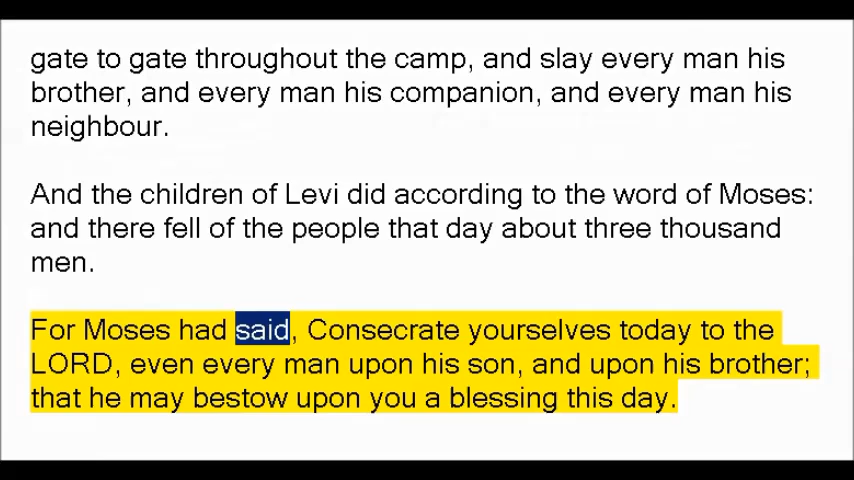 gate to gate throughout the camp, and slay every man his
brother, and every man his companion, and every man his
neighbour.
And the children of Levi did according to the word of Moses:
and there fell of the people that day about three thousand
men.
For Moses had said, Consecrate yourselves today to the
LORD, even every man upon his son, and upon his brother;
that he may bestow upon you a blessing this day.